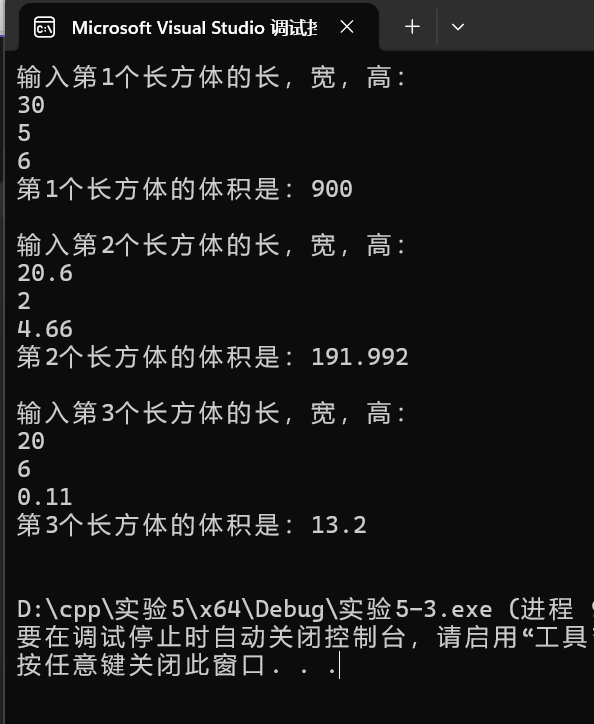 Microsoft Visual Studio 调试
输入第1个长方体的长，宽，高：
30
5
6
第1个长方体的体积是：900
输入第2个长方体的长，宽，高：
20.6
2
4.66
第2个长方体的体积是：191.992
输入第3个长方体的长，宽，高：
20
6
0.11
第3个长方体的体积是：13.2
D:\cpp\实验5\x64\Debug\实验5-3.exe (进程
要在调试停止时自动关闭控制台，请启用“工具
按任意键关闭此窗口. . .